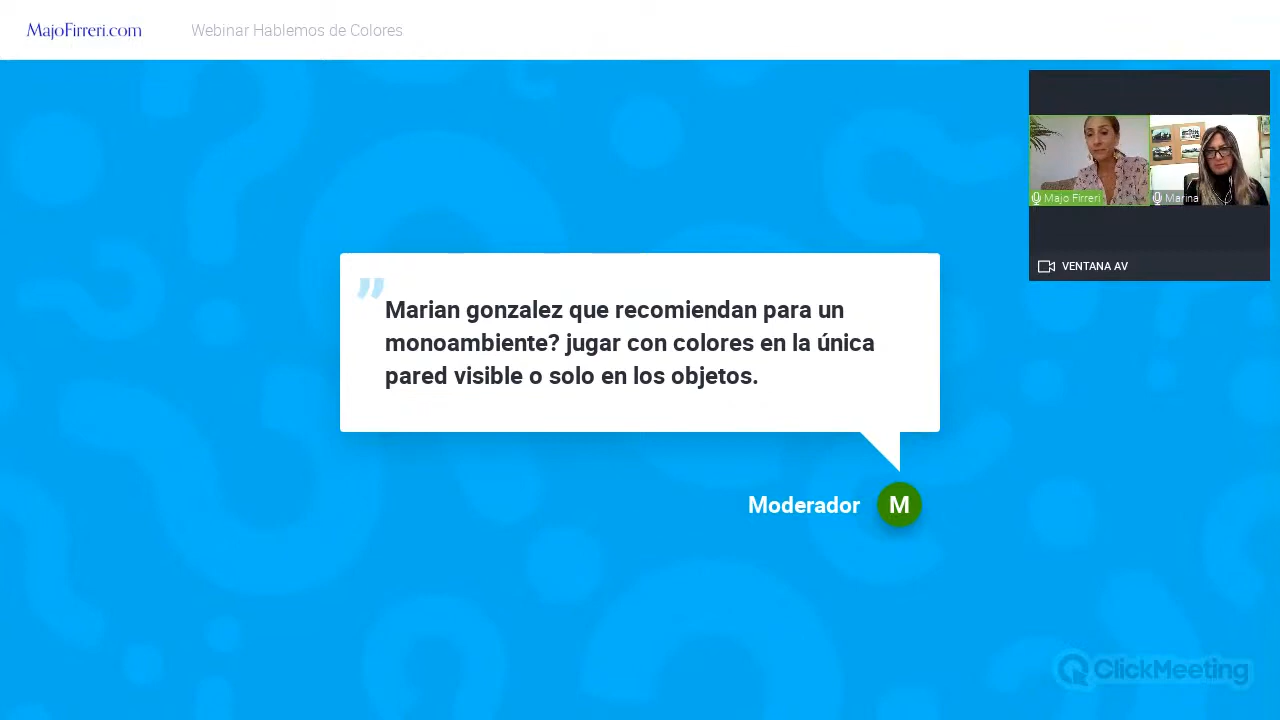 MajoFirreri.com
Webinar Hablemos de Colores
Majo Firreri
Marina
VENTANA AV
Marian gonzalez que recomiendan para un
monoambiente? jugar con colores en la única
pared visible o solo en los objetos.
Moderador
M
ClickMeeting